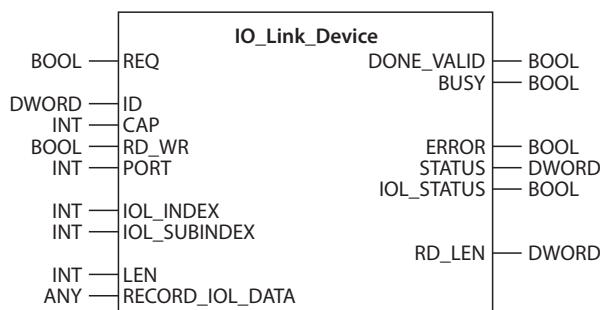 IO_Link_Device
BOOL REQ DONE_VALID BOOL
BUSY BOOL
DWORD ID
INT CAP
BOOL RD_WR ERROR BOOL
INT PORT STATUS DWORD
IOL_STATUS BOOL
INT IOL_INDEX
INT IOL_SUBINDEX
RD_LEN DWORD
INT LEN
ANY RECORD_IOL_DATA